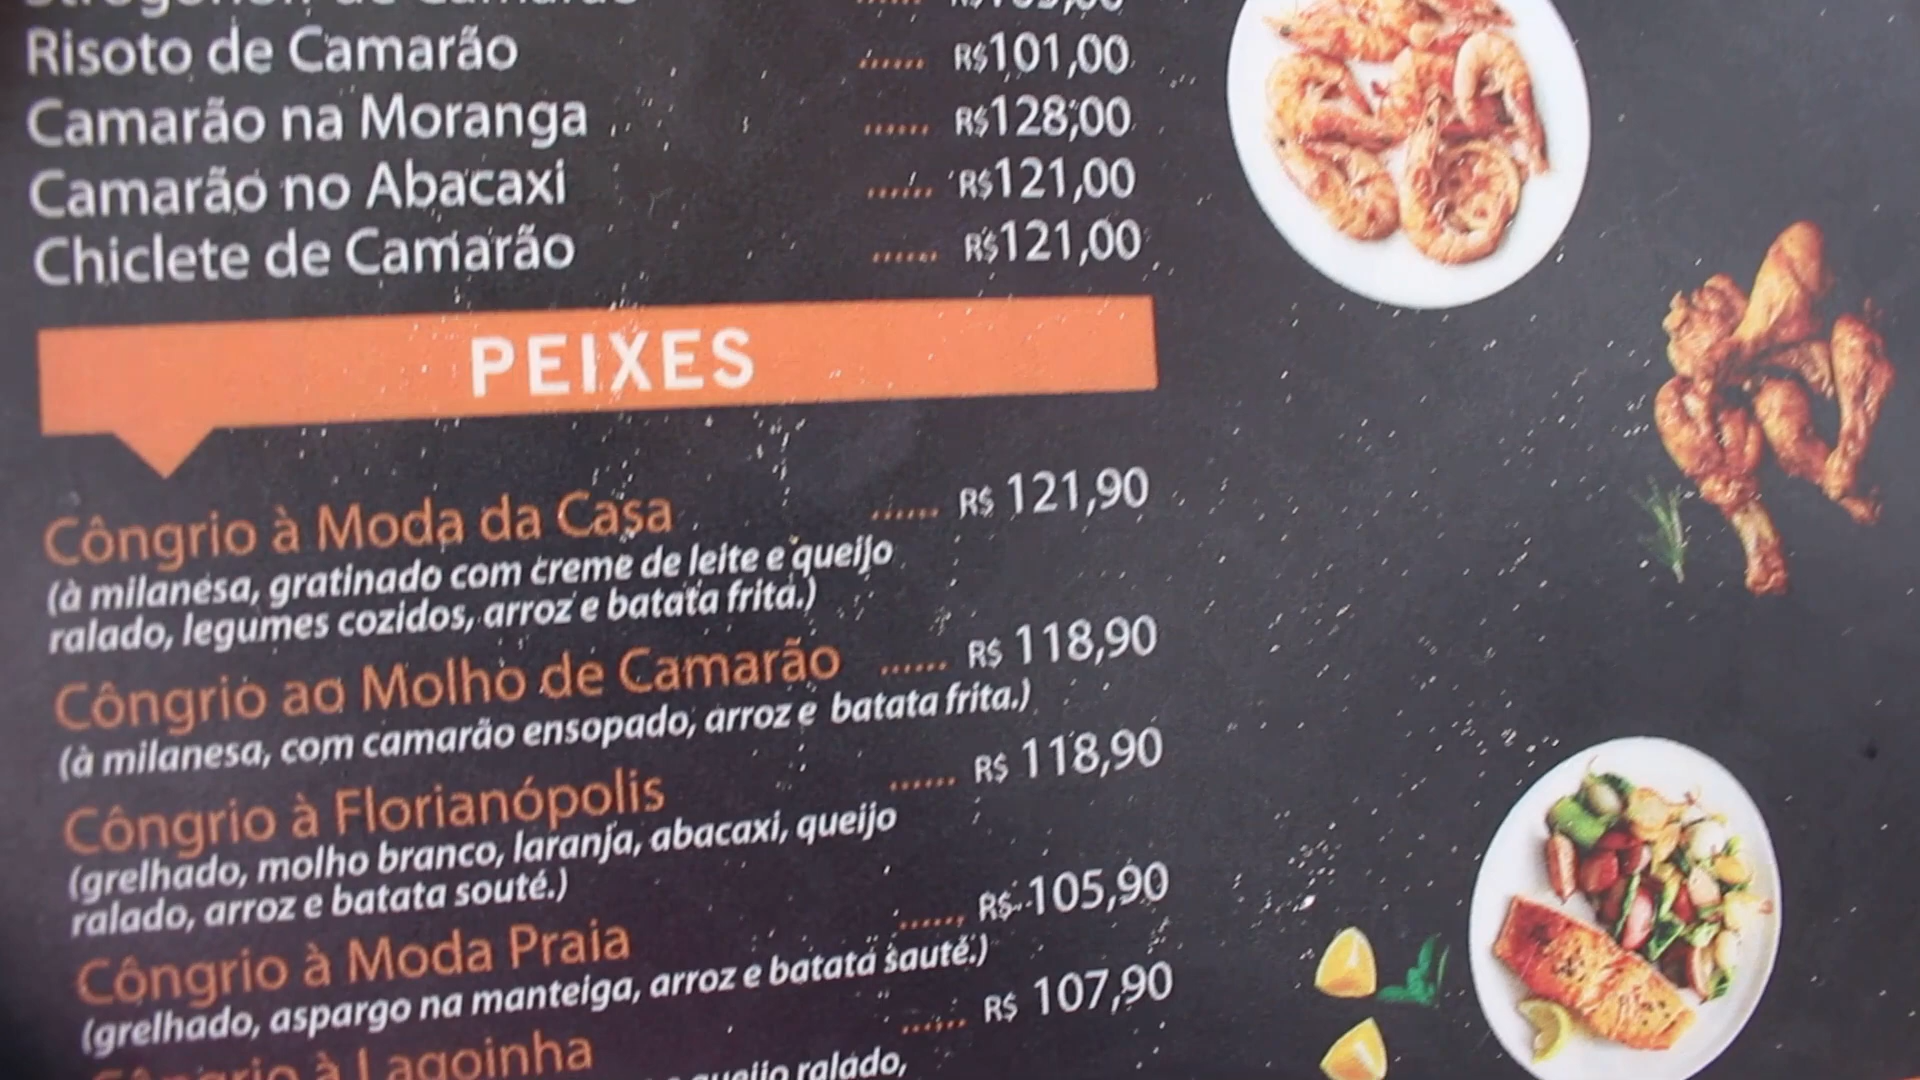 Strogonoff de Camarão ......
Risoto de Camarão ...... R$101,00
Camarão na Moranga ...... R$128,00
Camarão no Abacaxi ...... R$121,00
Chiclete de Camarão ...... R$121,00
PEIXES
Côngrio à Moda da Casa ...... R$ 121,90
(à milanesa, gratinado com creme de leite e queijo
ralado, legumes cozidos, arroz e batata frita.)
Côngrio ao Molho de Camarão ...... R$ 118,90
(à milanesa, com camarão ensopado, arroz e batata frita.)
Côngrio à Florianópolis ...... R$ 118,90
(grelhado, molho branco, laranja, abacaxi, queijo
ralado, arroz e batata souté.)
Côngrio à Moda Praia ...... R$ 105,90
(grelhado, aspargo na manteiga, arroz e batata sauté.)
Côngrio à Lagoinha ...... R$ 107,90
queijo ralado,